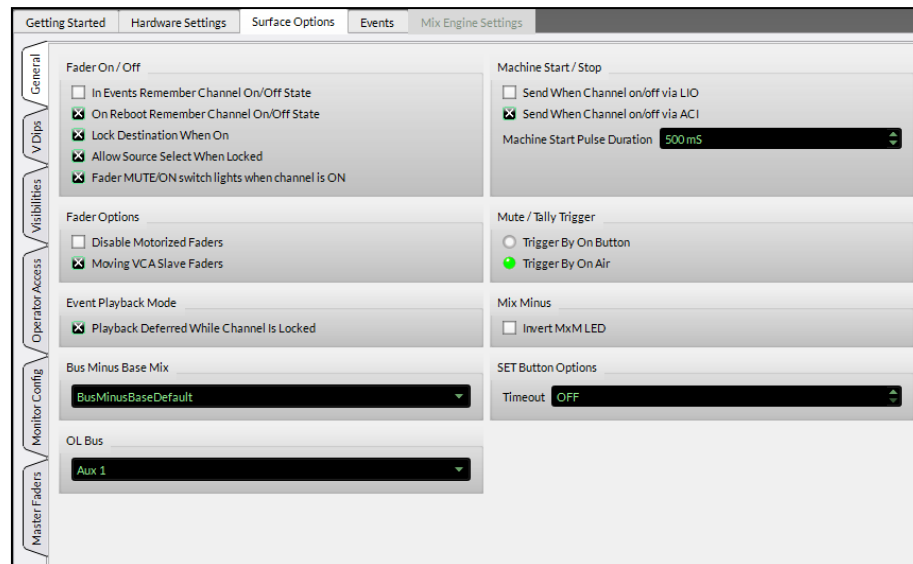 Getting Started
Hardware Settings
Surface Options
Events
Mix Engine Settings
General
V Dips
Visibilities
Operator Access
Monitor Config
Master Faders
Fader On / Off
In Events Remember Channel On/Off State
On Reboot Remember Channel On/Off State
Lock Destination When On
Allow Source Select When Locked
Fader MUTE/ON switch lights when channel is ON
Fader Options
Disable Motorized Faders
Moving VCA Slave Faders
Event Playback Mode
Playback Deferred While Channel Is Locked
Bus Minus Base Mix
BusMinusBaseDefault
OL Bus
Aux 1
Machine Start / Stop
Send When Channel on/off via LIO
Send When Channel on/off via ACI
Machine Start Pulse Duration 500 mS
Mute / Tally Trigger
Trigger By On Button
Trigger By On Air
Mix Minus
Invert MxM LED
SET Button Options
Timeout OFF